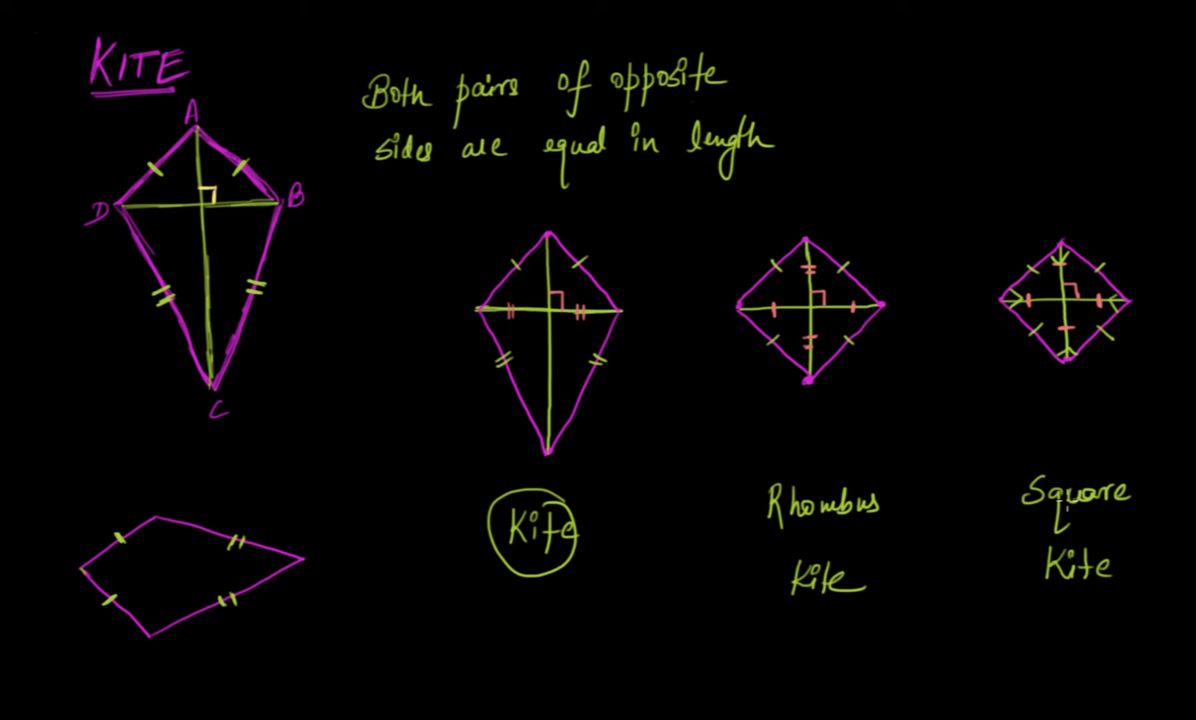 KITE
Both pairs of opposite
sides are equal in length
A
D
B
C
Kite
Rhombus
Kite
Square
Kite